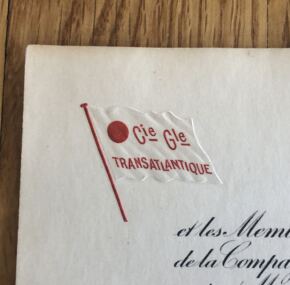 Cie Gle
TRANSATLANTIQUE
et les Mem
de la Compa